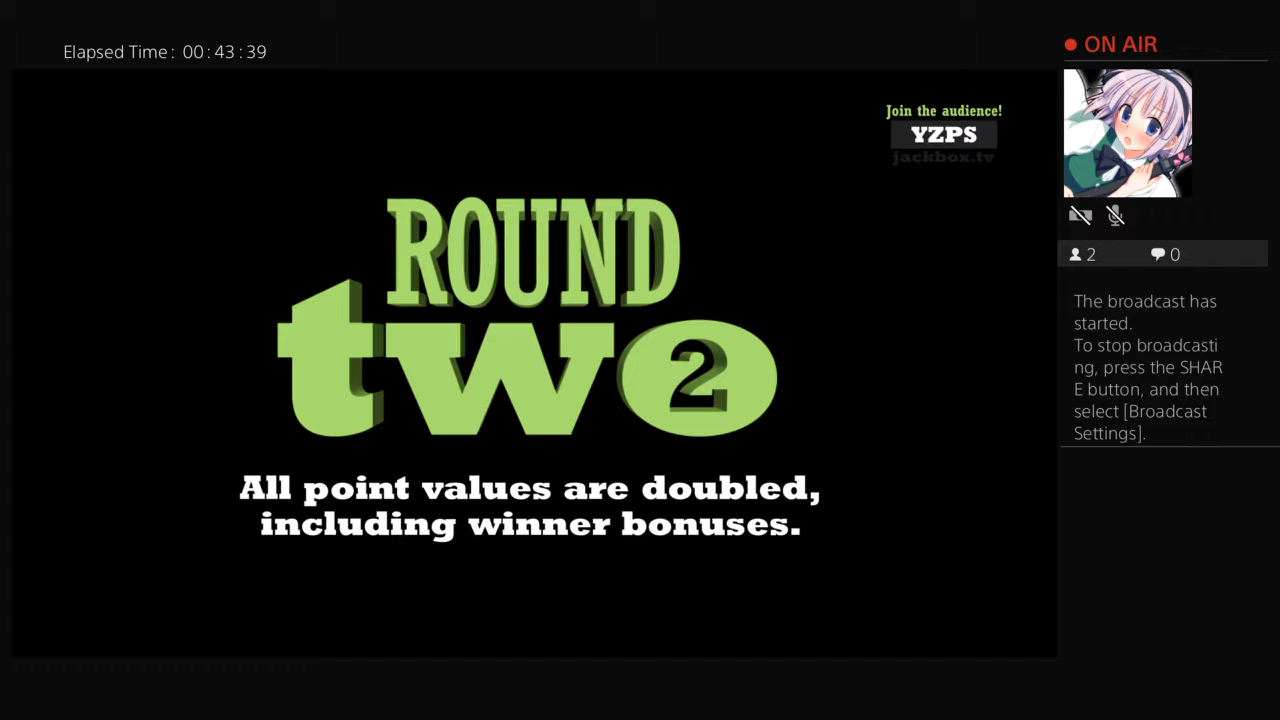 Elapsed Time: 00:43:39
ON AIR
Join the audience!
YZPS
jackbox.tv
ROUND
two
2
All point values are doubled,
including winner bonuses.
2 0
The broadcast has
started.
To stop broadcasti
ng, press the SHAR
E button, and then
select [Broadcast
Settings].